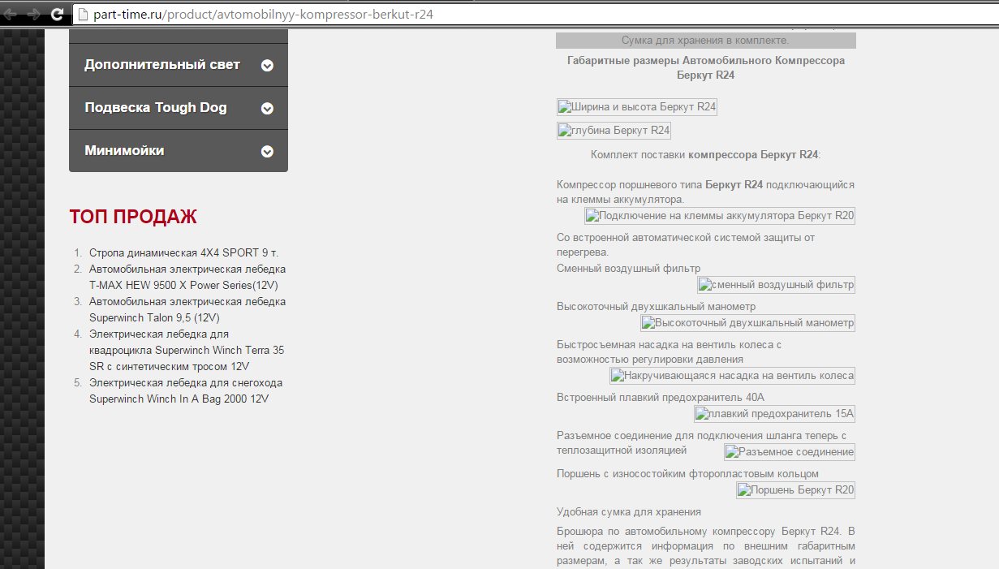 part-time.ru/product/avtomobilnyy-kompressor-berkut-r24
Дополнительный свет
Подвеска Tough Dog
Минимойки
ТОП ПРОДАЖ
1. Стропа динамическая 4X4 SPORT 9 т.
2. Автомобильная электрическая лебедка
T-MAX HEW 9500 X Power Series(12V)
3. Автомобильная электрическая лебедка
Superwinch Talon 9,5 (12V)
4. Электрическая лебедка для
квадроцикла Superwinch Winch Terra 35
SR с синтетическим тросом 12V
5. Электрическая лебедка для снегохода
Superwinch Winch In A Bag 2000 12V
Сумка для хранения в комплекте.
Габаритные размеры Автомобильного Компрессора
Беркут R24
Ширина и высота Беркут R24
глубина Беркут R24
Комплект поставки компрессора Беркут R24:
Компрессор поршневого типа Беркут R24 подключающийся
на клеммы аккумулятора.
Подключение на клеммы аккумулятора Беркут R20
Со встроенной автоматической системой защиты от
перегрева.
Сменный воздушный фильтр
сменный воздушный фильтр
Высокоточный двухшкальный манометр
Высокоточный двухшкальный манометр
Быстросъемная насадка на вентиль колеса с
возможностью регулировки давления
Накручивающаяся насадка на вентиль колеса
Встроенный плавкий предохранитель 40А
плавкий предохранитель 15А
Разъемное соединение для подключения шланга теперь с
теплозащитной изоляцией
Разъемное соединение
Поршень с износостойким фторопластовым кольцом
Поршень Беркут R20
Удобная сумка для хранения
Брошюра по автомобильному компрессору Беркут R24. В
ней содержится информация по внешним габаритным
размерам, а так же результаты заводских испытаний и